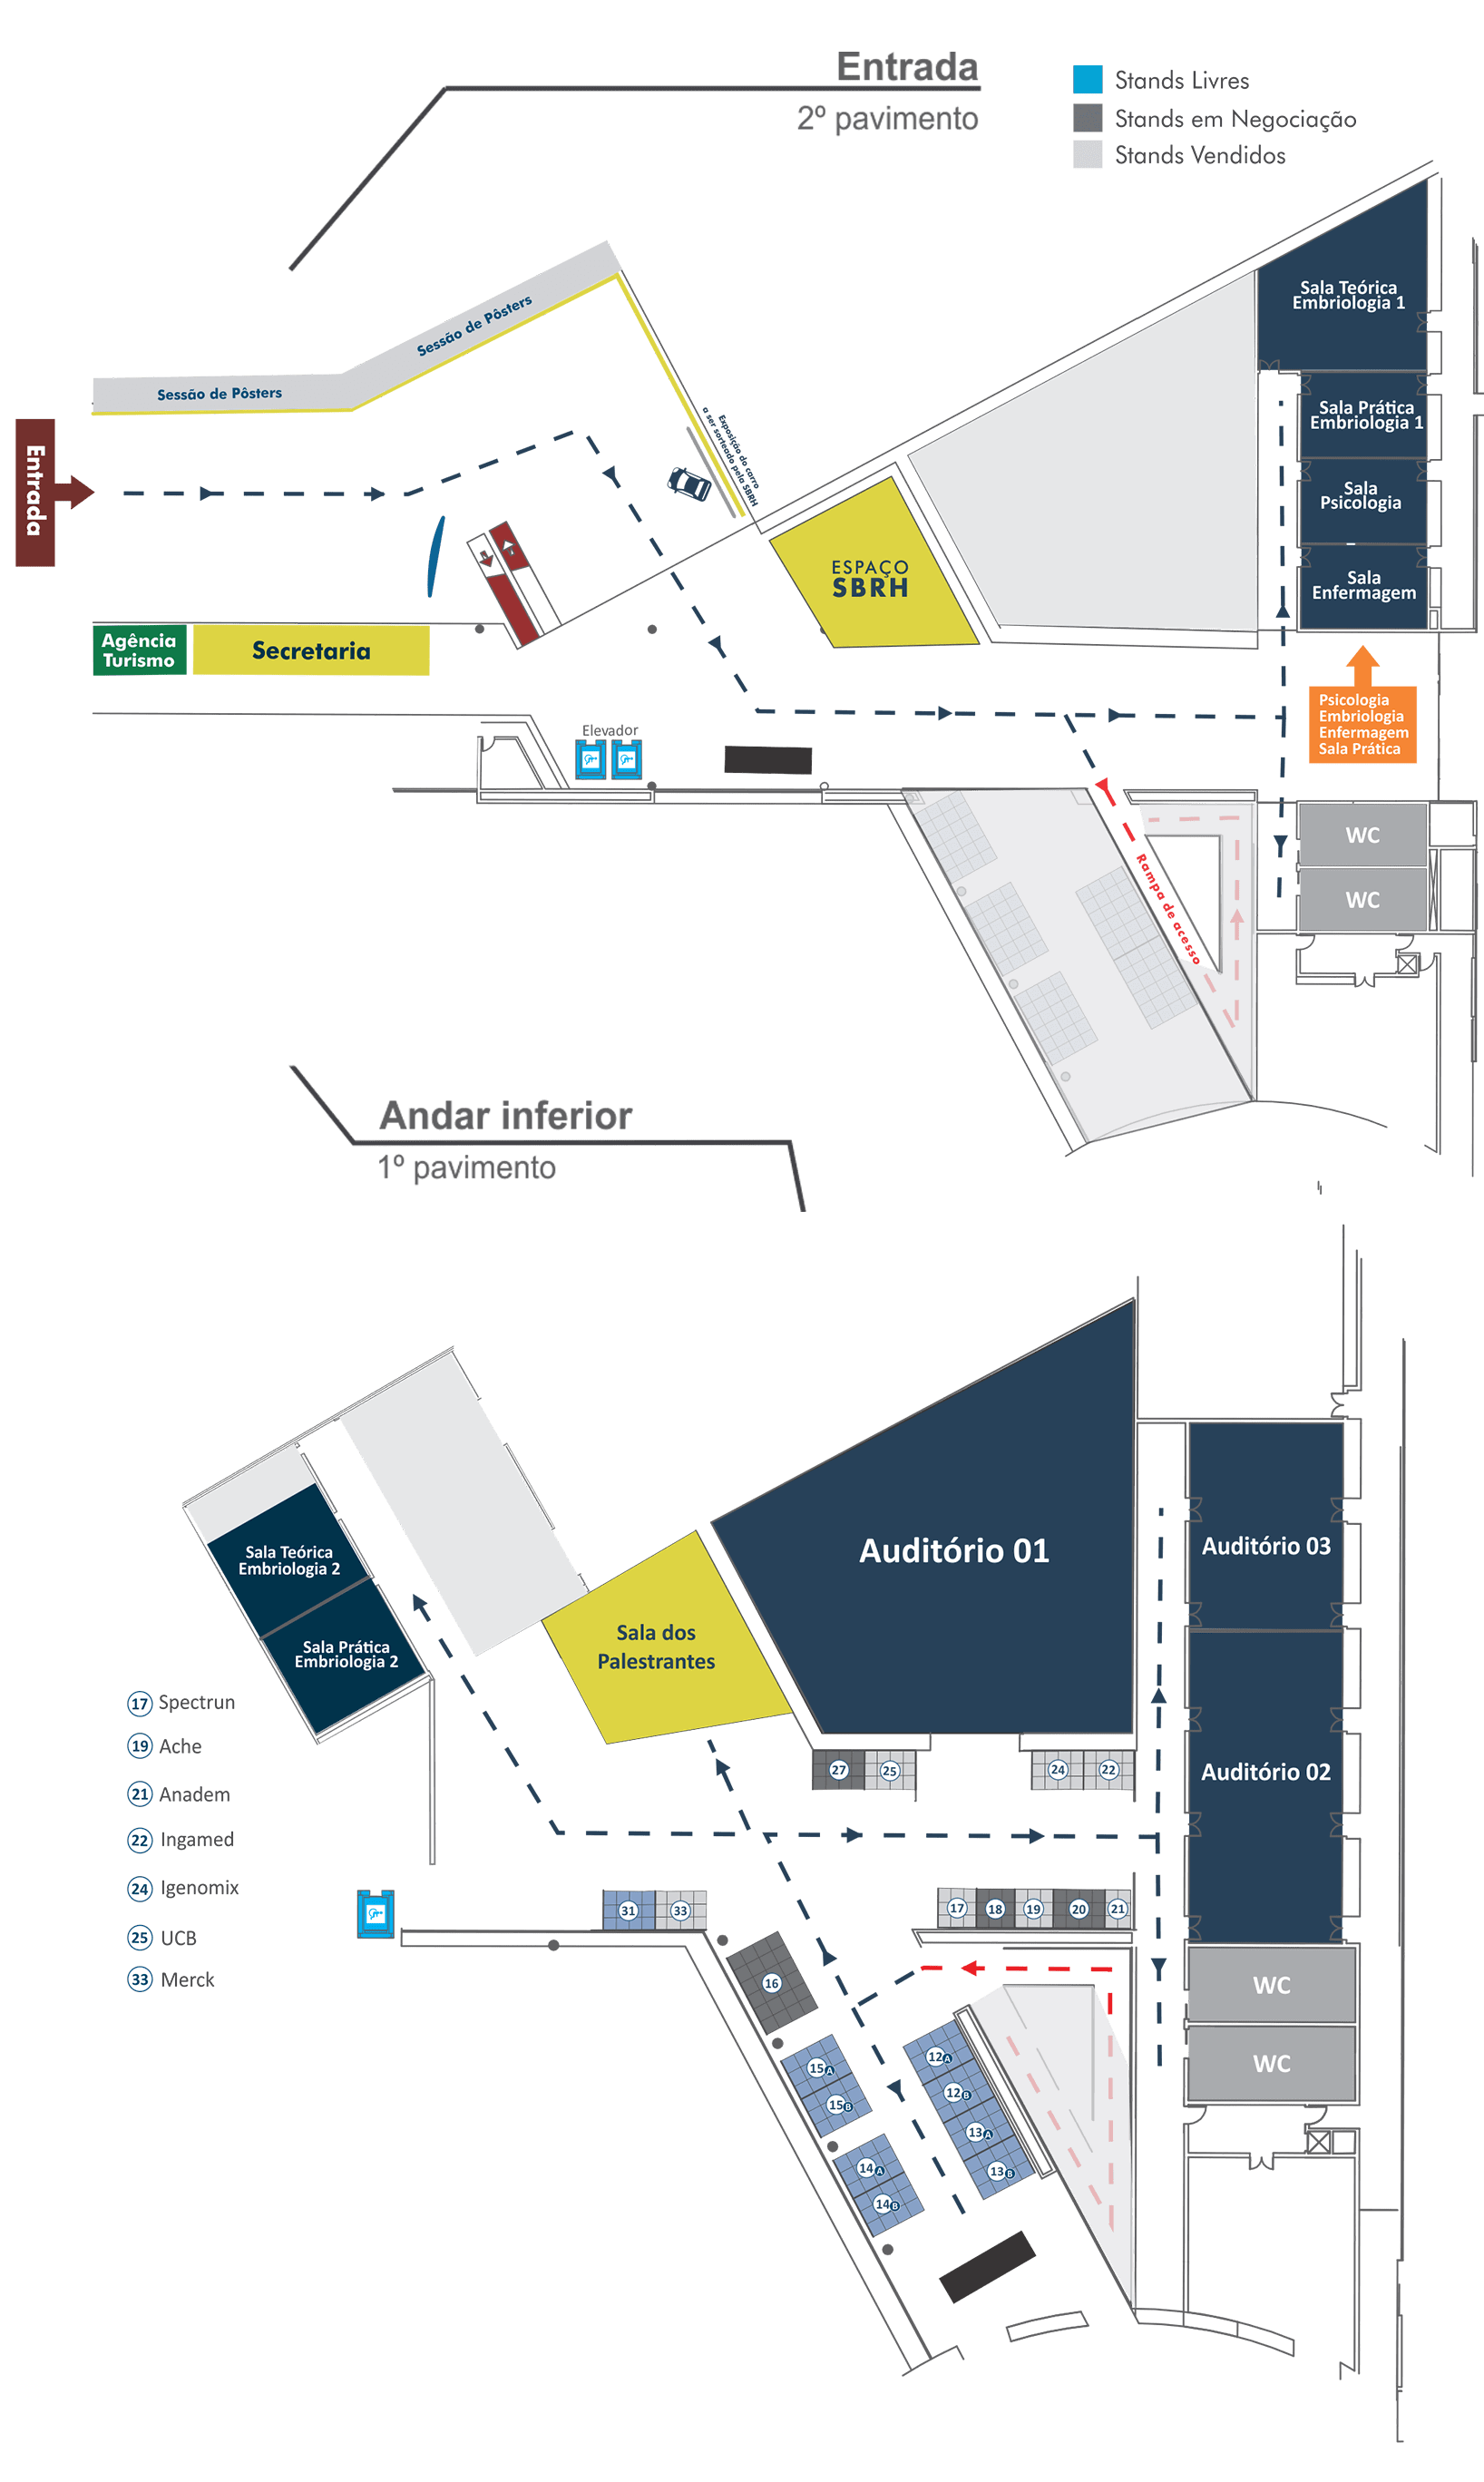 Entrada
2º pavimento
Stands Livres
Stands em Negociação
Stands Vendidos
Sala Teórica
Embriologia 1
Sessão de Pôsters
Sessão de Pôsters
Sala Prática
Embriologia 1
Exposição do carro
a ser sorteado pela SBRH
Entrada
Sala
Psicologia
ESPAÇO
SBRH
Sala
Enfermagem
Agência
Turismo
Secretaria
Psicologia
Embriologia
Enfermagem
Sala Prática
Elevador
WC
WC
Rampa de acesso
Andar inferior
1º pavimento
Auditório 01
Auditório 03
Sala Teórica
Embriologia 2
Sala dos
Palestrantes
Sala Prática
Embriologia 2
17 Spectrun
19 Ache
21 Anadem
22 Ingamed
24 Igenomix
25 UCB
33 Merck
Auditório 02
27 25 24 22
31 33 17 18 19 20 21
16
WC
WC
15A
15B
14A
14B
12A
12B
13A
13B